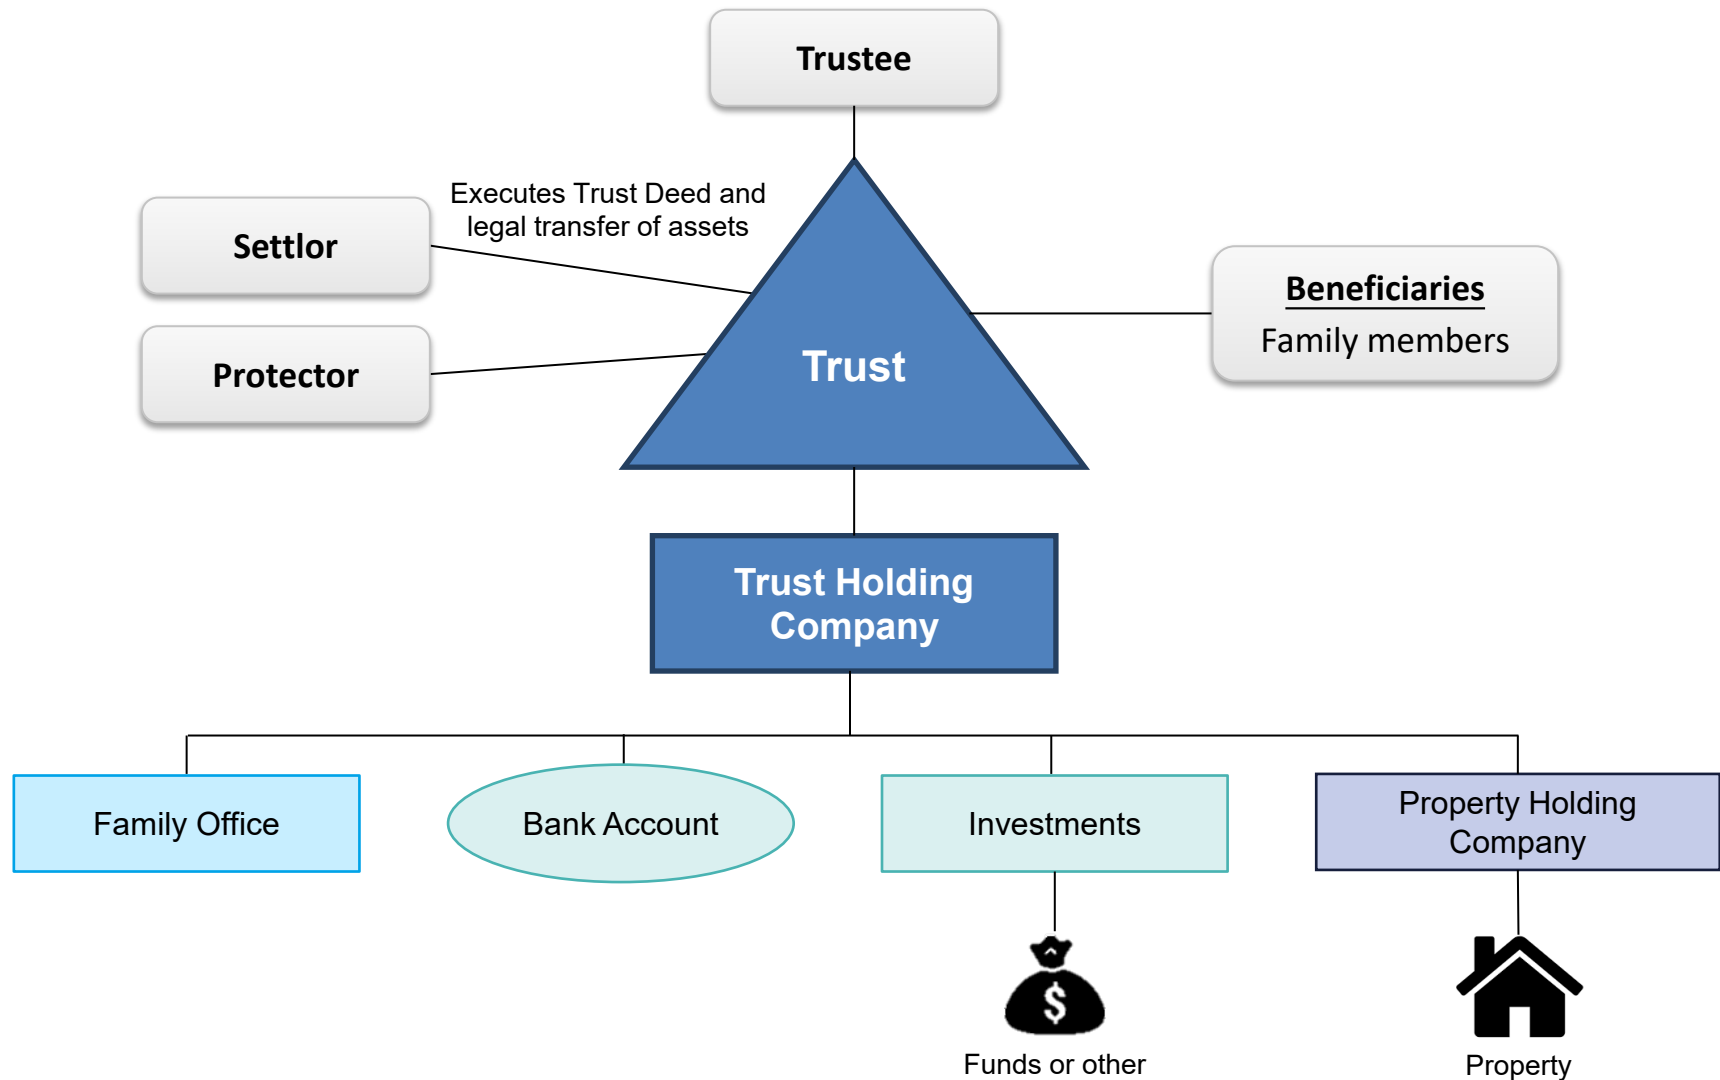 Trustee
Executes Trust Deed and
legal transfer of assets
Settlor
Beneficiaries
Family members
Protector
Trust
Trust Holding
Company
Family Office
Bank Account
Investments
Property Holding
Company
$
Funds or other
Property